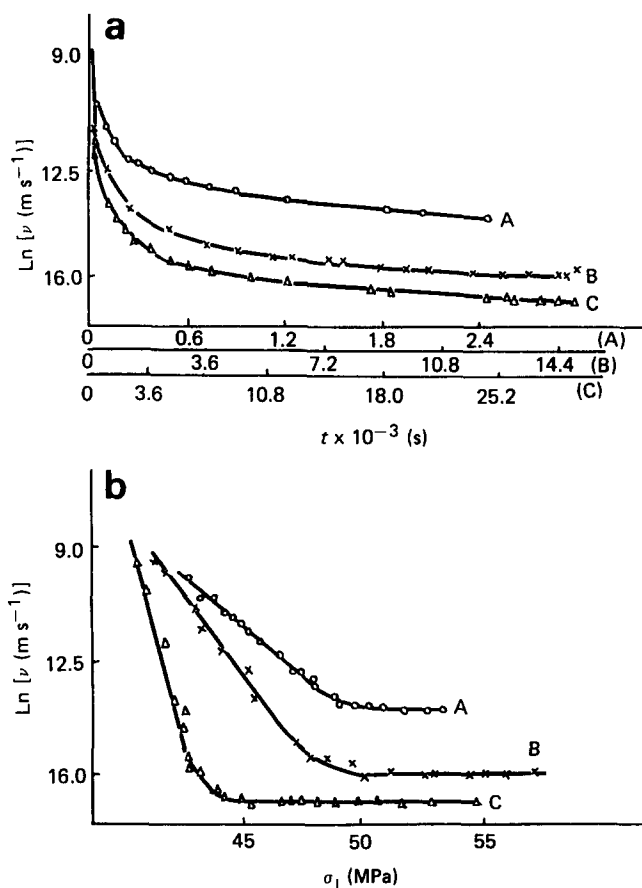 a
9.0
12.5
16.0
Ln [ν (m s−1)]
A
B
C
0 0.6 1.2 1.8 2.4 (A)
0 3.6 7.2 10.8 14.4 (B)
0 3.6 10.8 18.0 25.2 (C)
t x 10−3 (s)
b
9.0
12.5
16.0
Ln [ν (m s−1)]
A
B
C
45 50 55
σI (MPa)